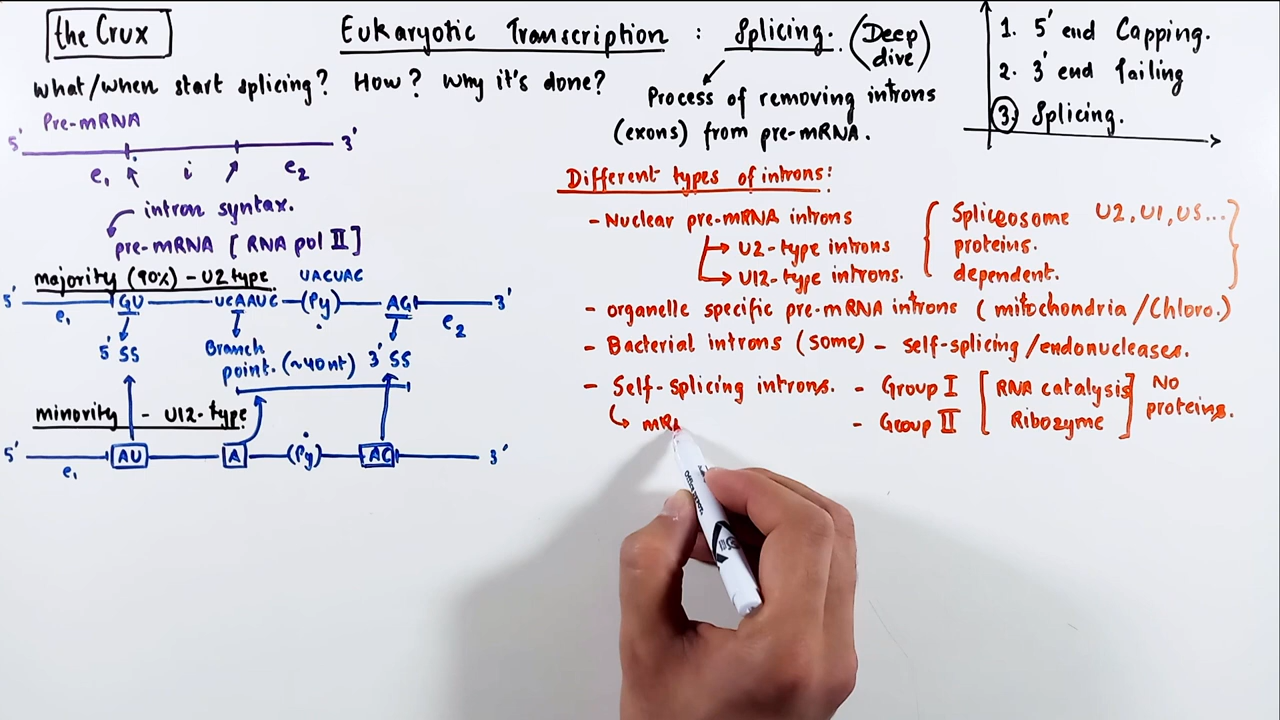 the Crux
Eukaryotic Transcription : Splicing. (Deep dive)
What/when start splicing? How? Why it's done?
Process of removing introns
(exons) from pre-mRNA.
1. 5' end Capping.
2. 3' end Tailing
3. Splicing.
Pre-mRNA
5' 3'
e₁ i e₂
intron syntax.
pre-mRNA [RNA pol II]
majority (90%) - U2 type UACUAC
5' GU UCAAUC (Py) AG 3'
e₁ e₂
5' SS Branch point. (~40nt) 3' SS
minority - U12-type
5' AU A (Py) AC 3'
e₁
Different types of introns:
- Nuclear pre-mRNA introns
U2-type introns
U12-type introns.
Spliceosome U2, U1, U5...
proteins.
dependent.
- organelle specific pre-mRNA introns (mitochondria/Chloro.)
- Bacterial introns (some) - self-splicing/endonucleases.
- Self-splicing introns. - Group I [RNA catalysis] No
- Group II [Ribozyme] proteins.
mRA